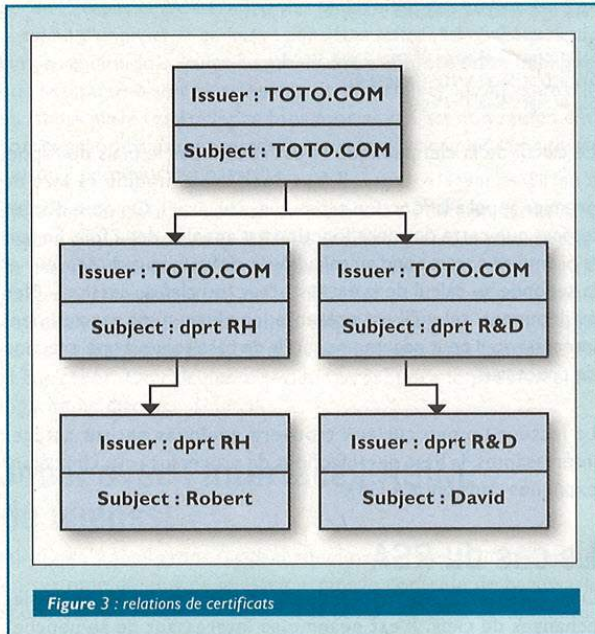 Issuer : TOTO.COM
Subject : TOTO.COM
Issuer : TOTO.COM
Subject : dprt RH
Issuer : TOTO.COM
Subject : dprt R&D
Issuer : dprt RH
Subject : Robert
Issuer : dprt R&D
Subject : David
Figure 3 : relations de certificats